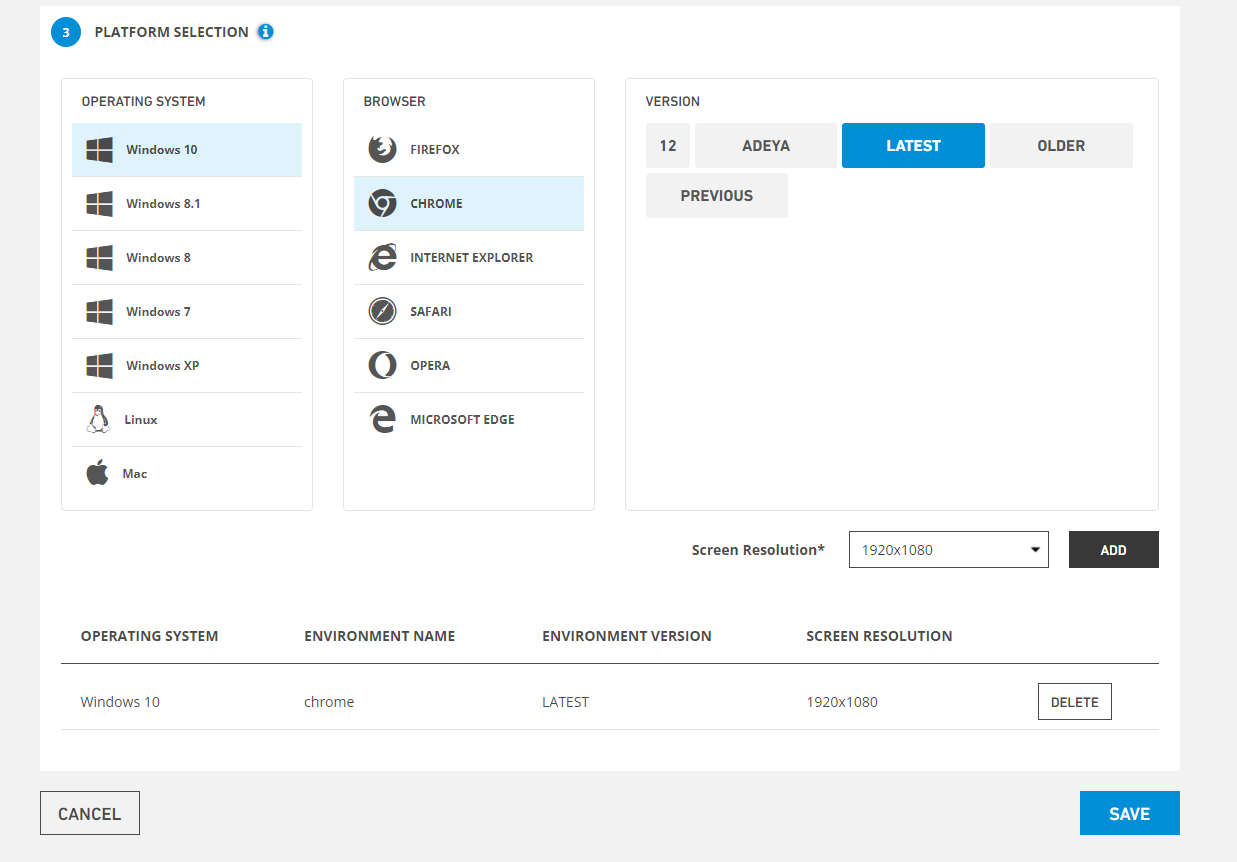 3 PLATFORM SELECTION i
OPERATING SYSTEM
Windows 10
Windows 8.1
Windows 8
Windows 7
Windows XP
Linux
Mac
BROWSER
FIREFOX
CHROME
INTERNET EXPLORER
SAFARI
OPERA
MICROSOFT EDGE
VERSION
12 ADEYA LATEST OLDER
PREVIOUS
Screen Resolution* 1920x1080 ADD
OPERATING SYSTEM ENVIRONMENT NAME ENVIRONMENT VERSION SCREEN RESOLUTION
Windows 10 chrome LATEST 1920x1080 DELETE
CANCEL SAVE